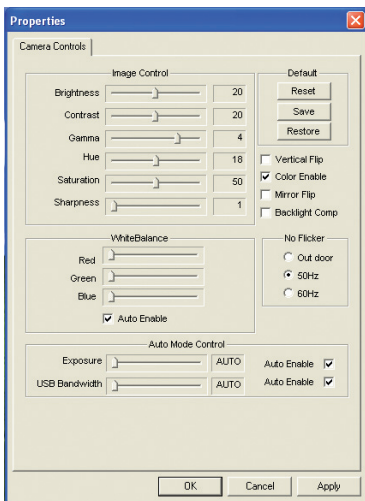 Properties
Camera Controls
Image Control
Brightness 20
Contrast 20
Gamma 4
Hue 18
Saturation 50
Sharpness 1
Default
Reset
Save
Restore
Vertical Flip
Color Enable
Mirror Flip
Backlight Comp
WhiteBalance
Red
Green
Blue
Auto Enable
No Flicker
Out door
50Hz
60Hz
Auto Mode Control
Exposure AUTO Auto Enable
USB Bandwidth AUTO Auto Enable
OK Cancel Apply